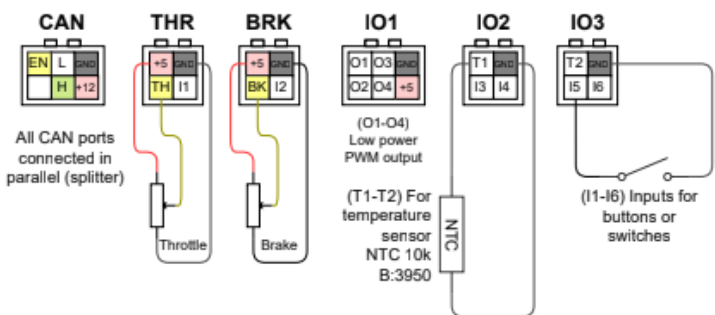 CAN THR BRK IO1 IO2 IO3
EN L GND
H +12
+5 GND
TH I1
+5 GND
BK I2
O1 O3 GND
O2 O4 +5
T1 GND
I3 I4
T2 GND
I5 I6
All CAN ports
connected in
parallel (splitter)
Throttle
Brake
(O1-O4)
Low power
PWM output
(T1-T2) For
temperature
sensor
NTC 10k
B:3950
NTC
(I1-I6) Inputs for
buttons or
switches